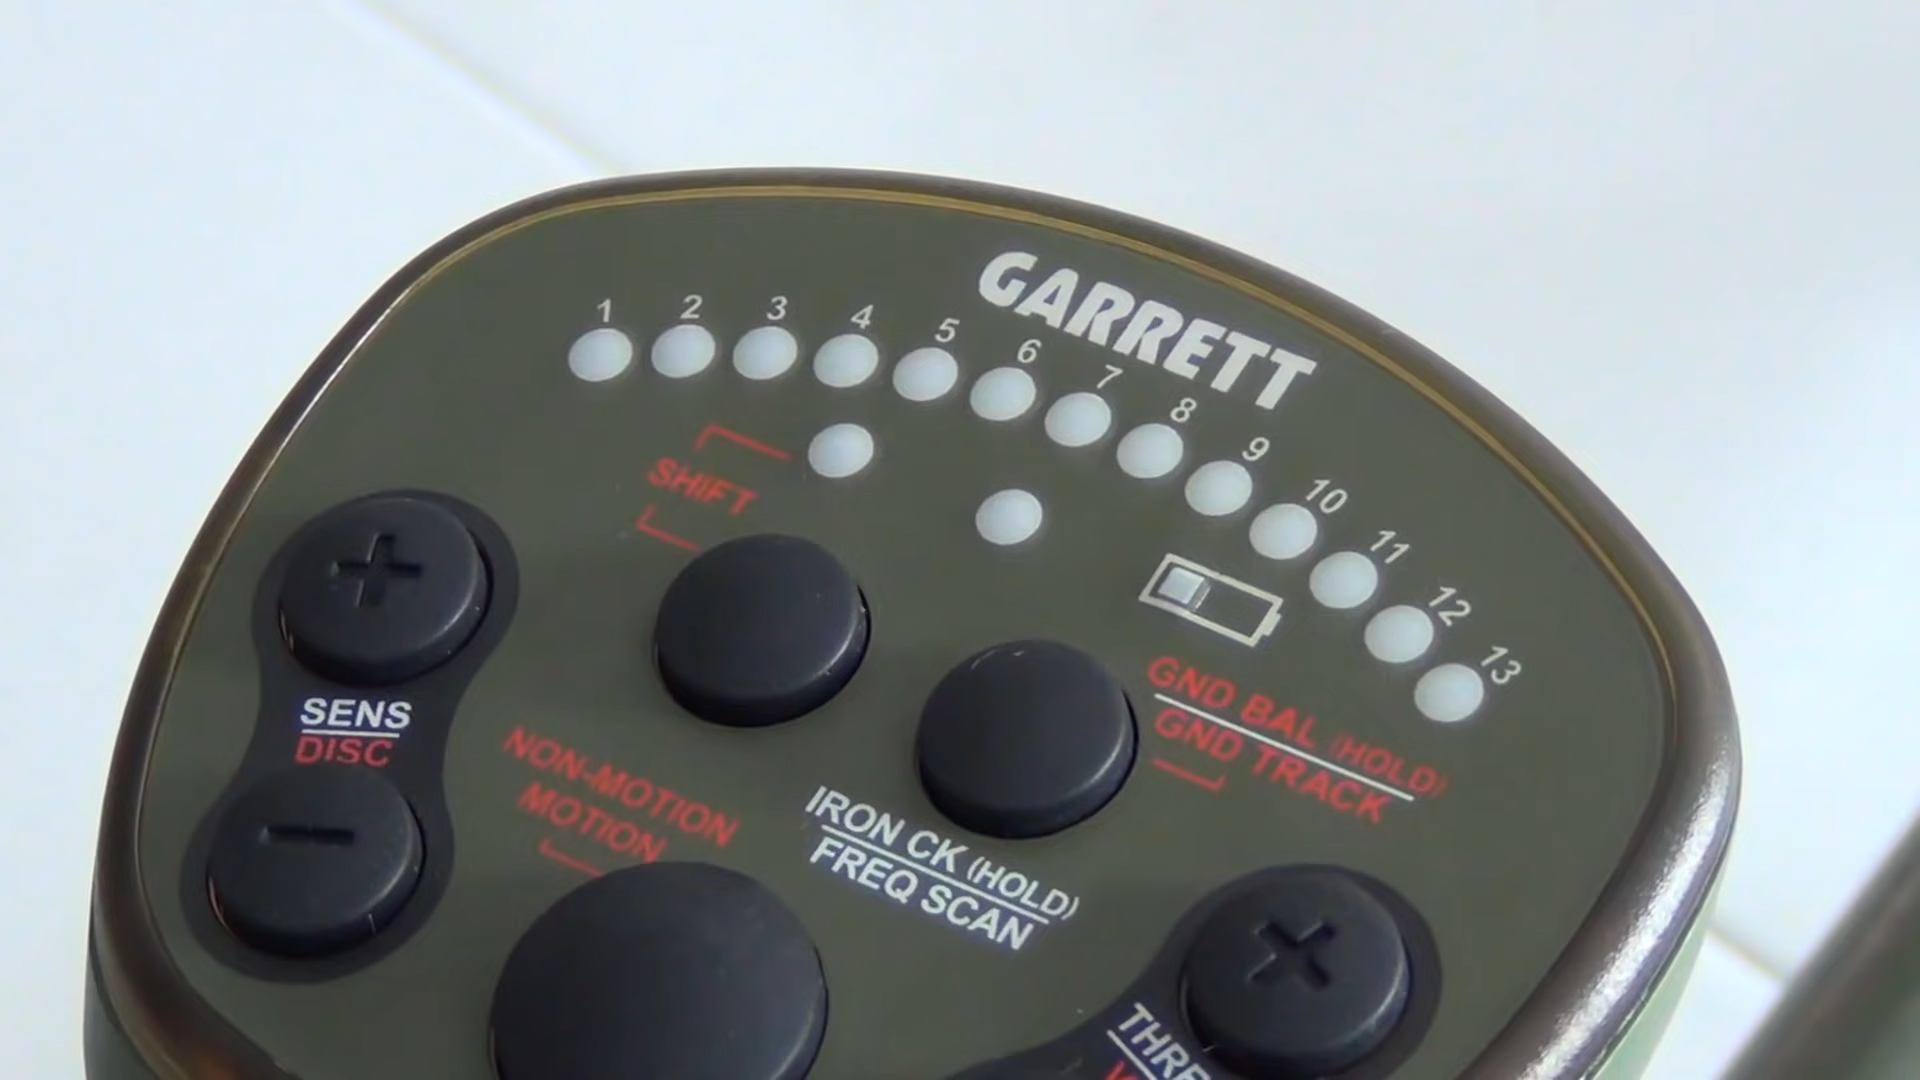 GARRETT
1 2 3 4 5 6 7 8 9 10 11 12 13
SHIFT
SENS
DISC
GND BAL (HOLD)
GND TRACK
NON-MOTION
MOTION
IRON CK (HOLD)
FREQ SCAN